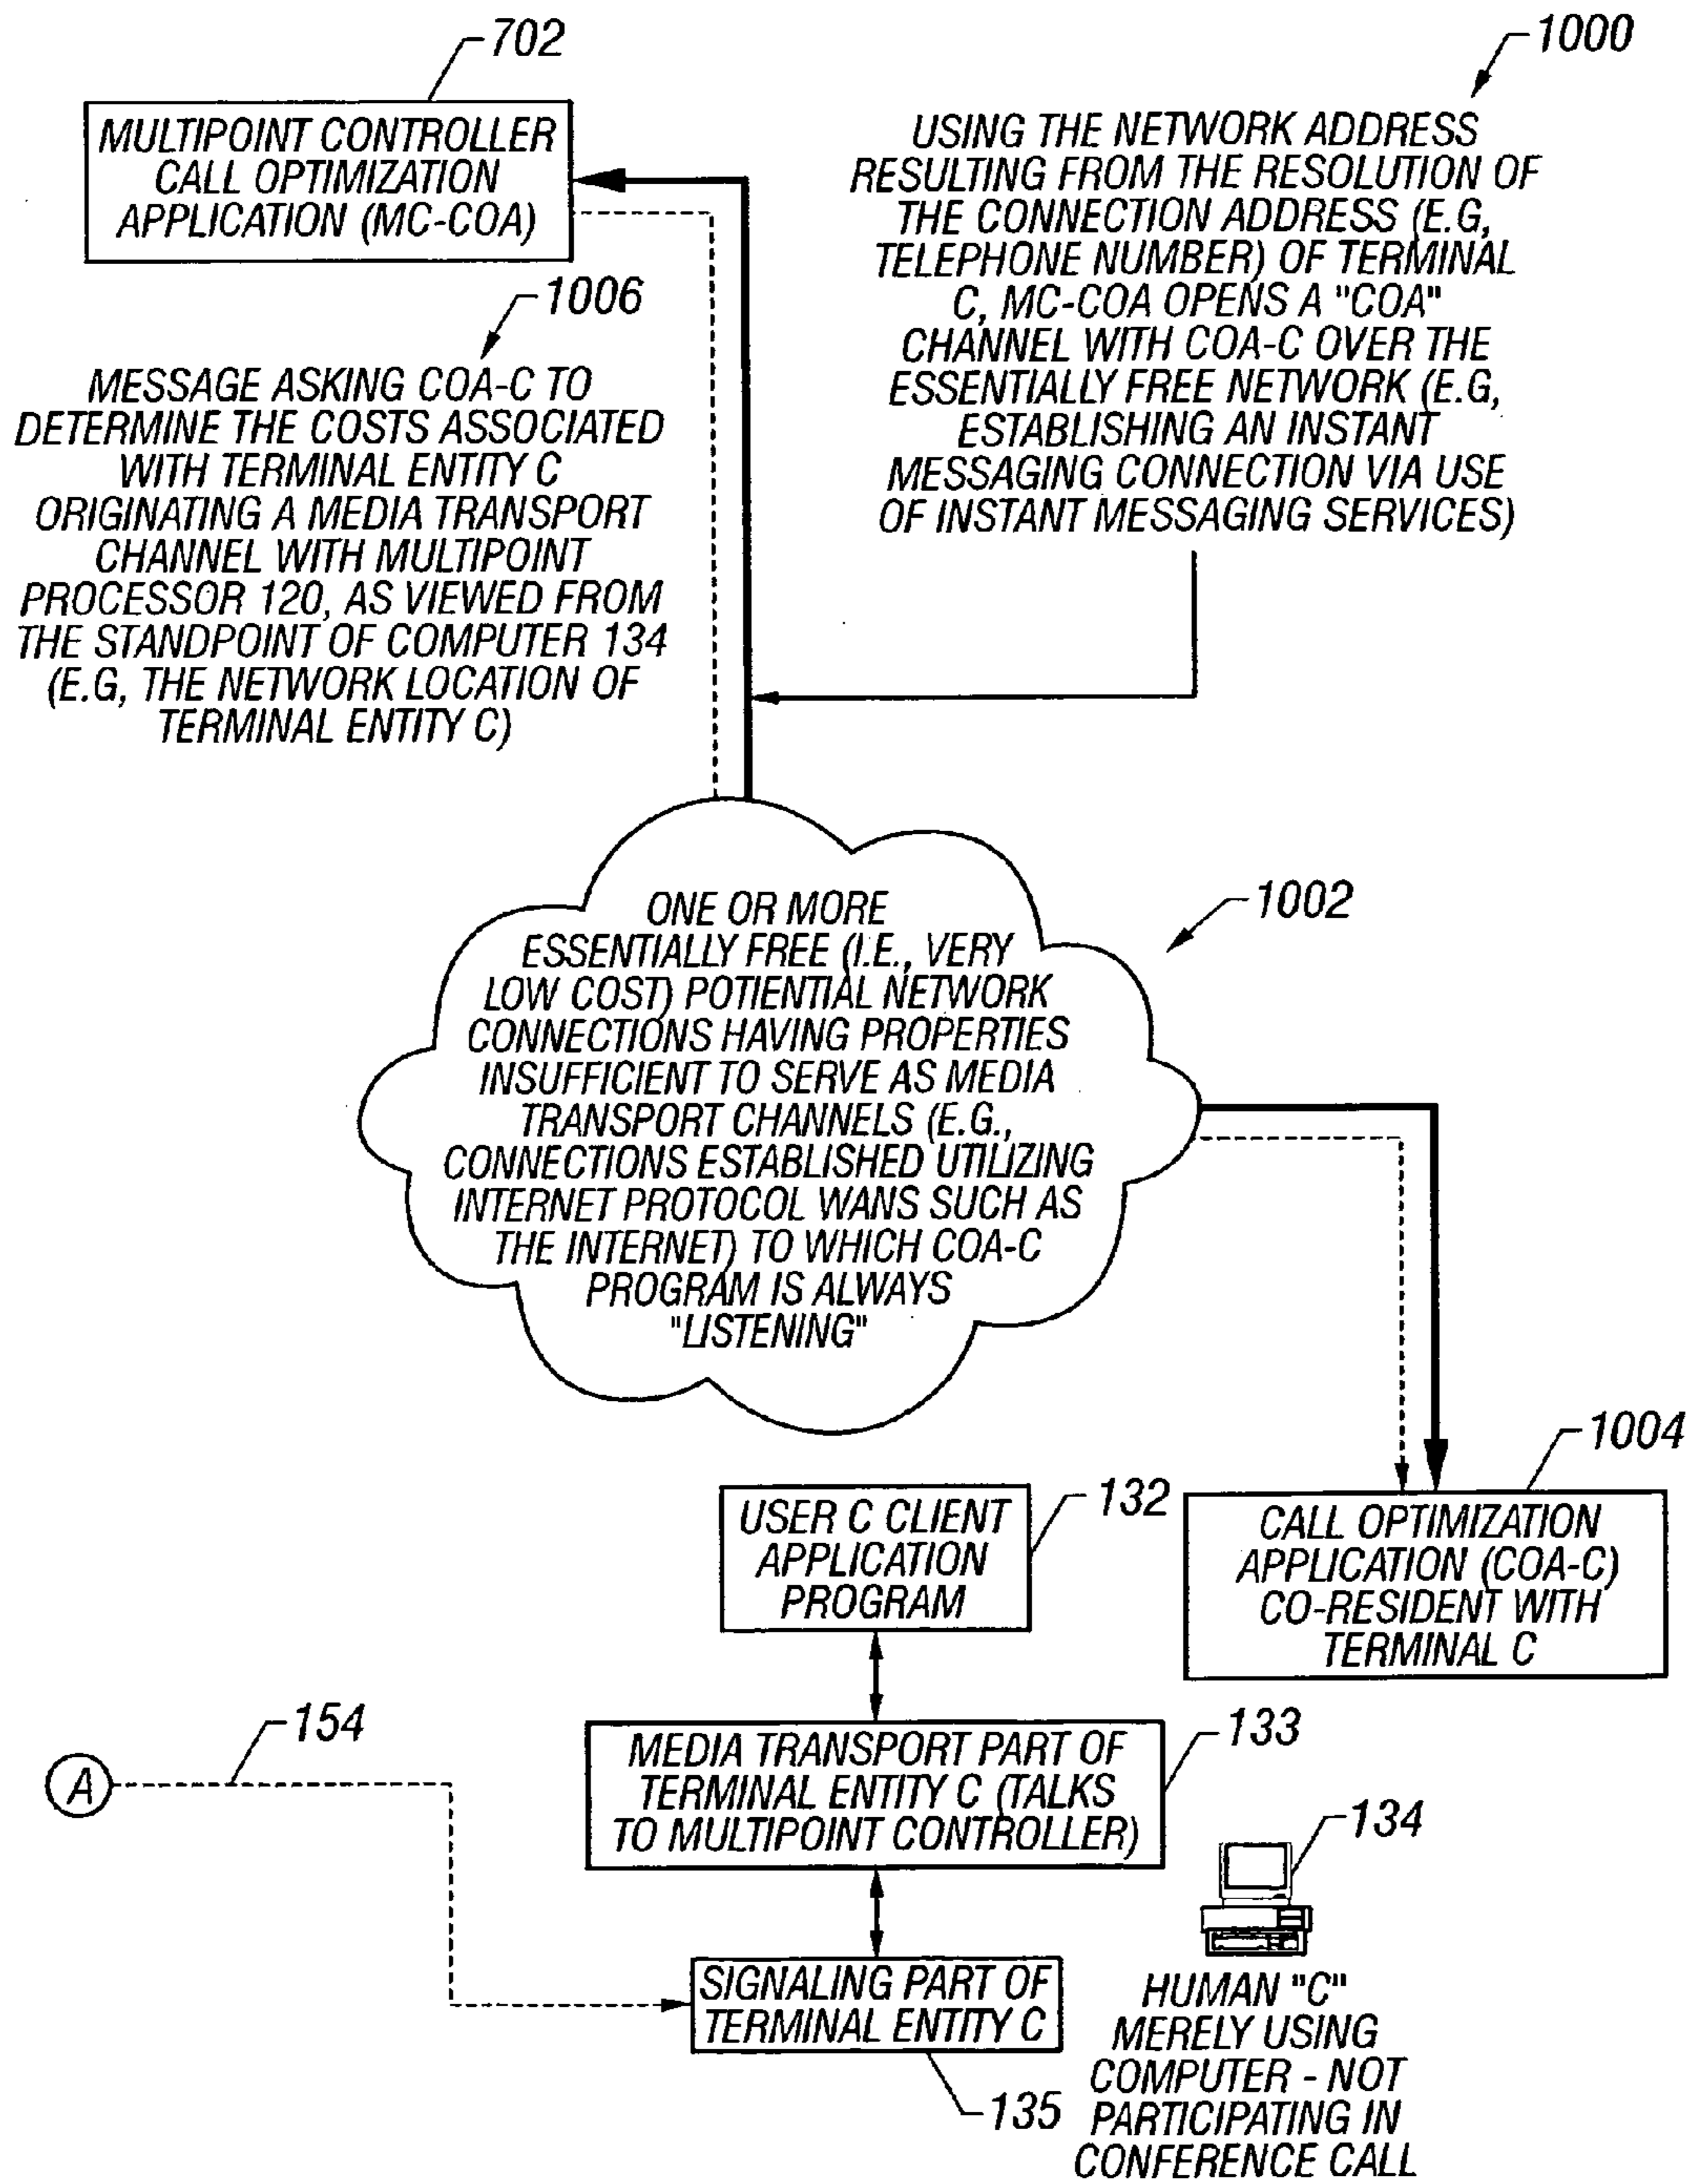 702
MULTIPOINT CONTROLLER
CALL OPTIMIZATION
APPLICATION (MC-COA)
1000
USING THE NETWORK ADDRESS
RESULTING FROM THE RESOLUTION OF
THE CONNECTION ADDRESS (E.G,
TELEPHONE NUMBER) OF TERMINAL
C, MC-COA OPENS A "COA"
CHANNEL WITH COA-C OVER THE
ESSENTIALLY FREE NETWORK (E.G,
ESTABLISHING AN INSTANT
MESSAGING CONNECTION VIA USE
OF INSTANT MESSAGING SERVICES)
1006
MESSAGE ASKING COA-C TO
DETERMINE THE COSTS ASSOCIATED
WITH TERMINAL ENTITY C
ORIGINATING A MEDIA TRANSPORT
CHANNEL WITH MULTIPOINT
PROCESSOR 120, AS VIEWED FROM
THE STANDPOINT OF COMPUTER 134
(E.G, THE NETWORK LOCATION OF
TERMINAL ENTITY C)
1002
ONE OR MORE
ESSENTIALLY FREE (I.E., VERY
LOW COST) POTIENTIAL NETWORK
CONNECTIONS HAVING PROPERTIES
INSUFFICIENT TO SERVE AS MEDIA
TRANSPORT CHANNELS (E.G.,
CONNECTIONS ESTABLISHED UTILIZING
INTERNET PROTOCOL WANS SUCH AS
THE INTERNET) TO WHICH COA-C
PROGRAM IS ALWAYS
"LISTENING"
1004
CALL OPTIMIZATION
APPLICATION (COA-C)
CO-RESIDENT WITH
TERMINAL C
132
USER C CLIENT
APPLICATION
PROGRAM
133
MEDIA TRANSPORT PART OF
TERMINAL ENTITY C (TALKS
TO MULTIPOINT CONTROLLER)
154
A
SIGNALING PART OF
TERMINAL ENTITY C
135
134
HUMAN "C"
MERELY USING
COMPUTER - NOT
PARTICIPATING IN
CONFERENCE CALL